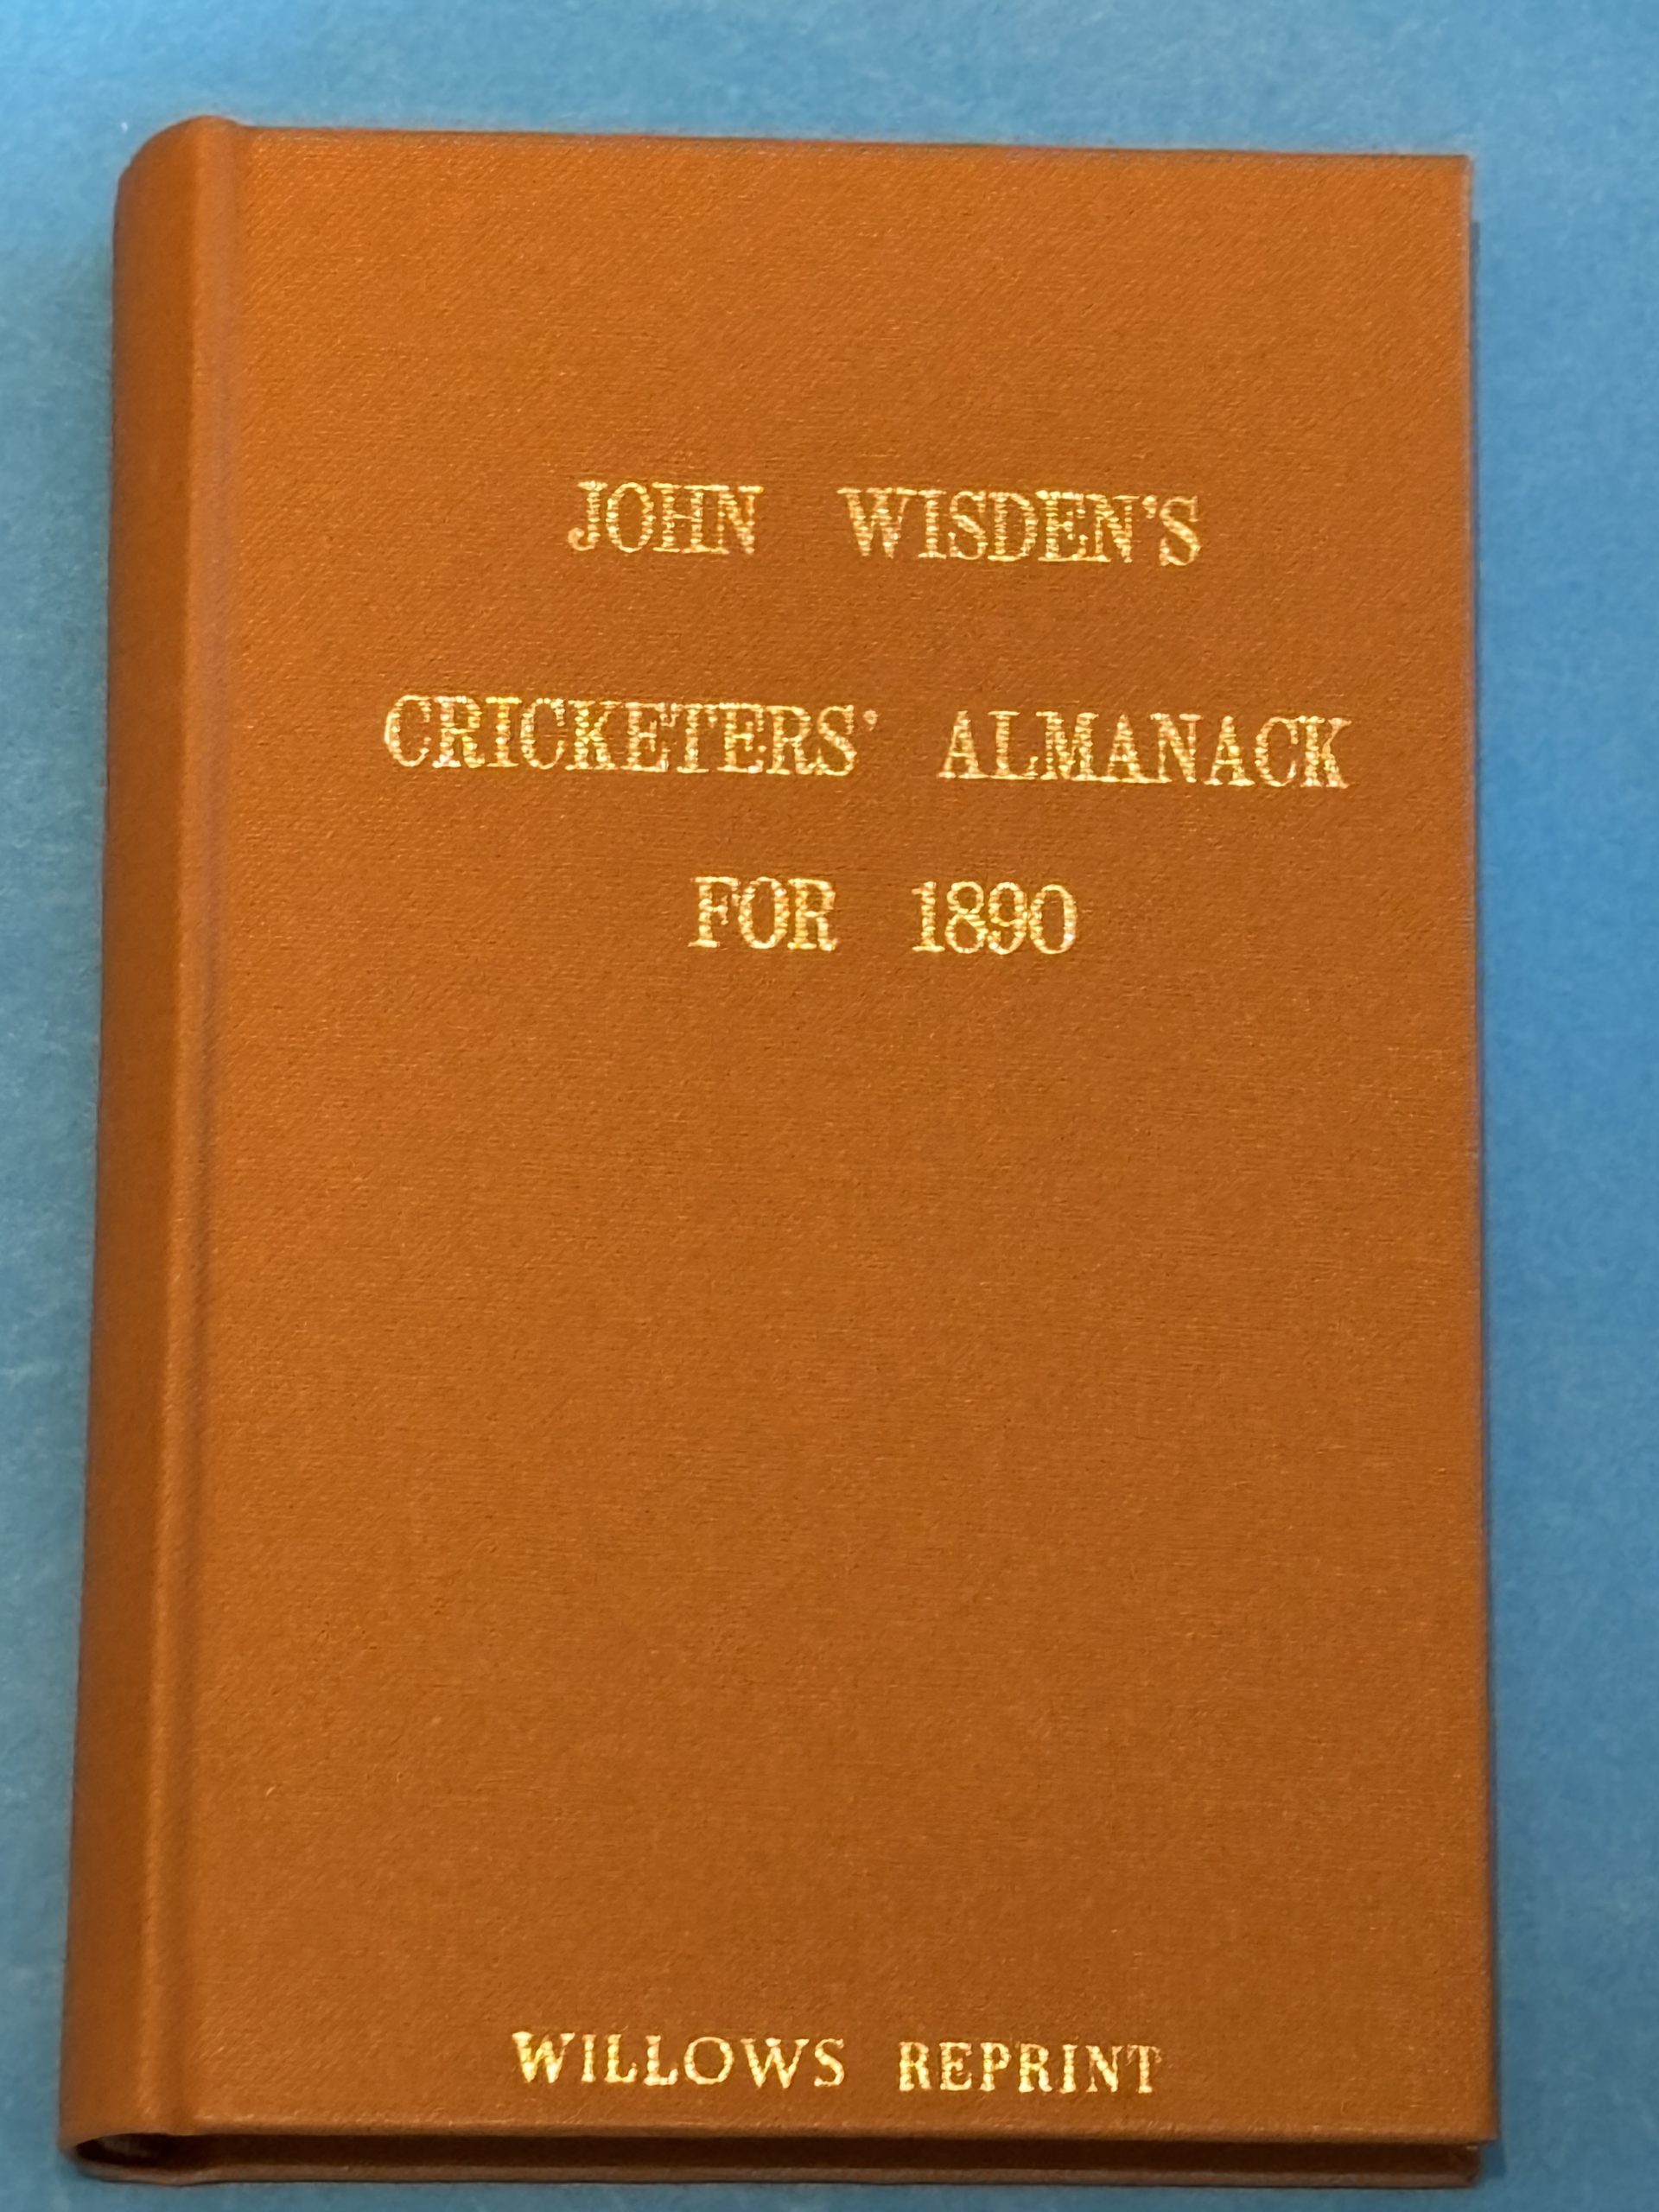 JOHN WISDEN'S
CRICKETERS' ALMANACK
FOR 1890
WILLOWS REPRINT